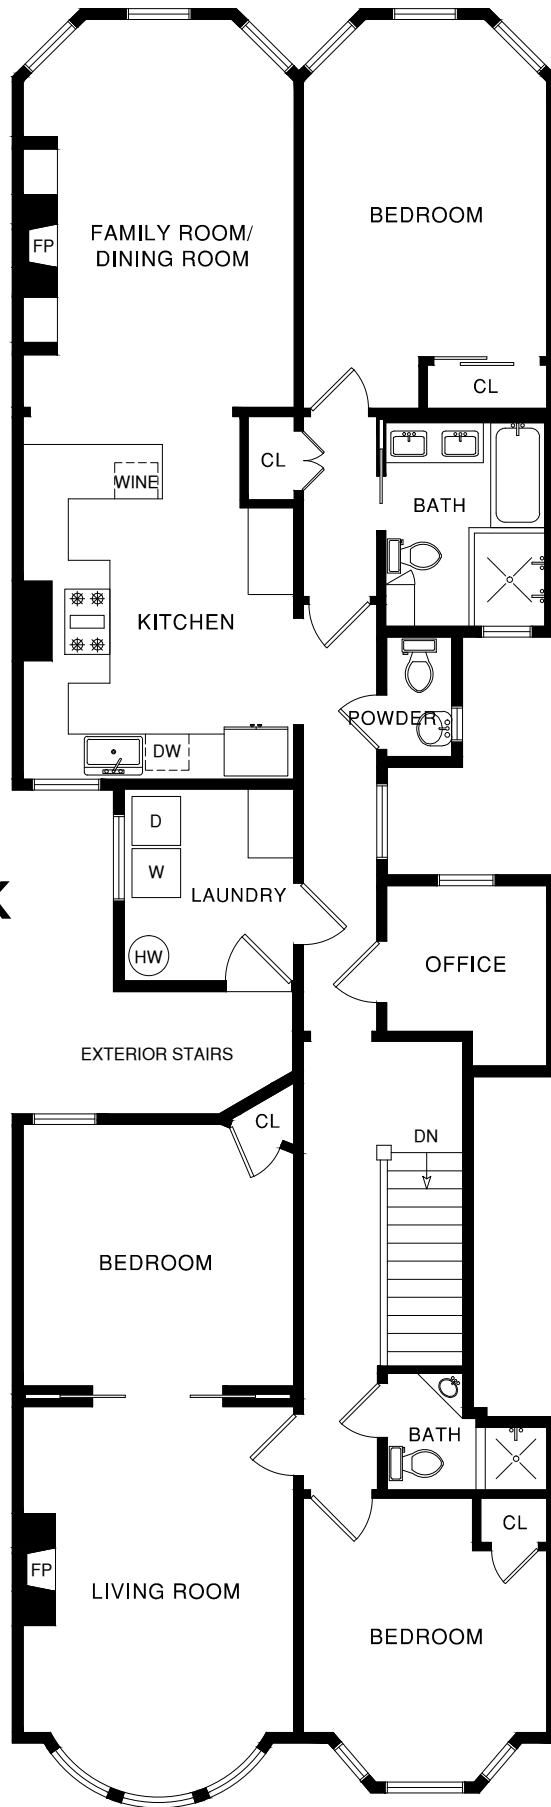 FAMILY ROOM/
DINING ROOM
FP
BEDROOM
CL
CL
WINE
BATH
KITCHEN
POWDER
DW
D
W
LAUNDRY
HW
OFFICE
EXTERIOR STAIRS
CL
DN
BEDROOM
BATH
CL
FP
LIVING ROOM
BEDROOM